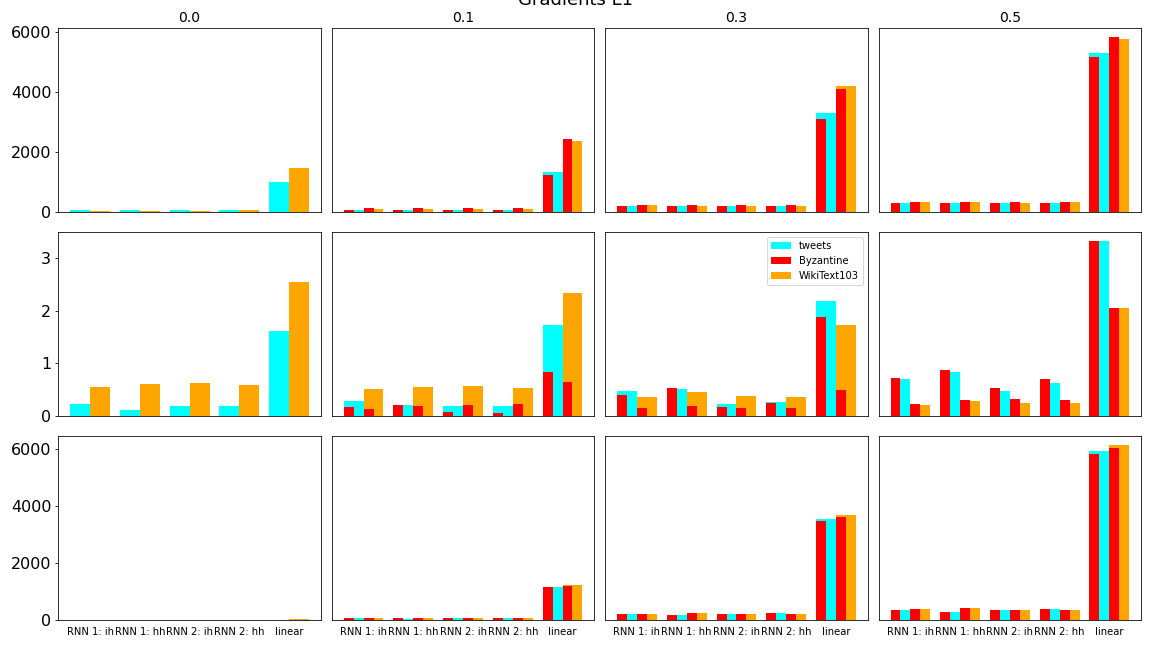 Gradients L1
0.0 0.1 0.3 0.5
6000
4000
2000
0
3
2
1
0
tweets
Byzantine
WikiText103
6000
4000
2000
0
RNN 1: ih RNN 1: hh RNN 2: ih RNN 2: hh linear RNN 1: ih RNN 1: hh RNN 2: ih RNN 2: hh linear RNN 1: ih RNN 1: hh RNN 2: ih RNN 2: hh linear RNN 1: ih RNN 1: hh RNN 2: ih RNN 2: hh linear